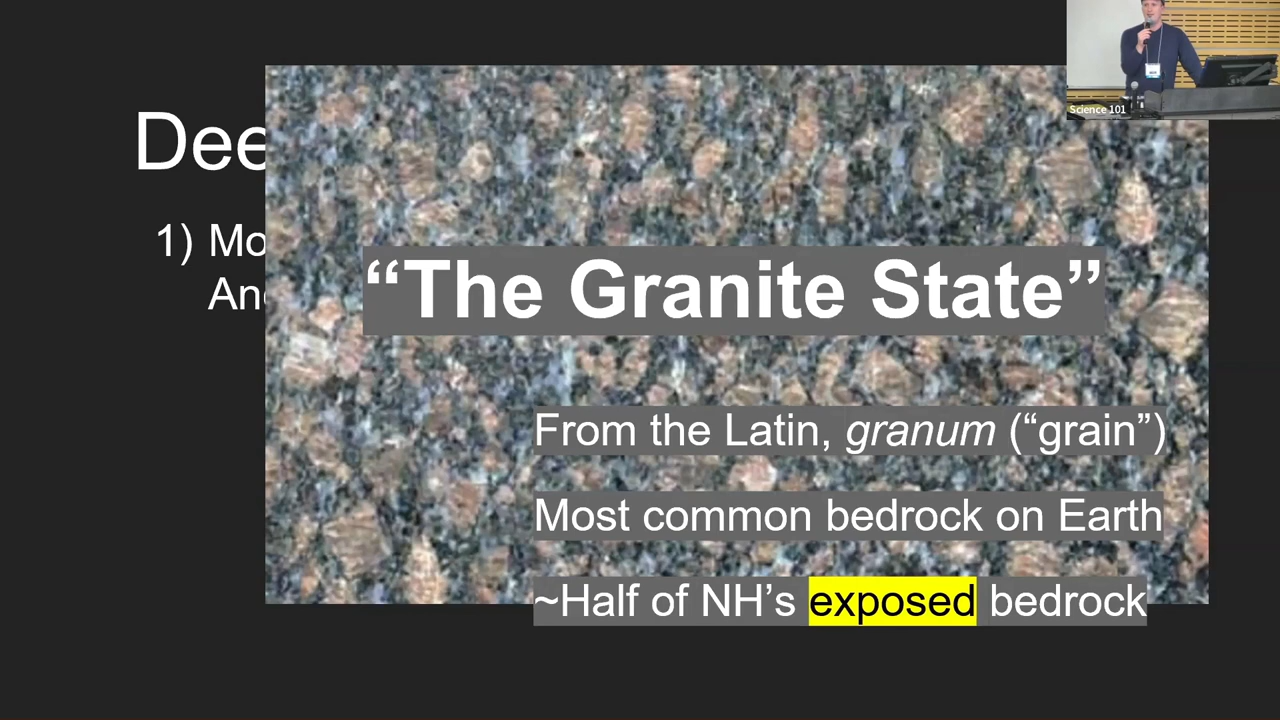 Dee
1) Mo
An
“The Granite State”
From the Latin, granum (“grain”)
Most common bedrock on Earth
~Half of NH’s exposed bedrock
Science 101